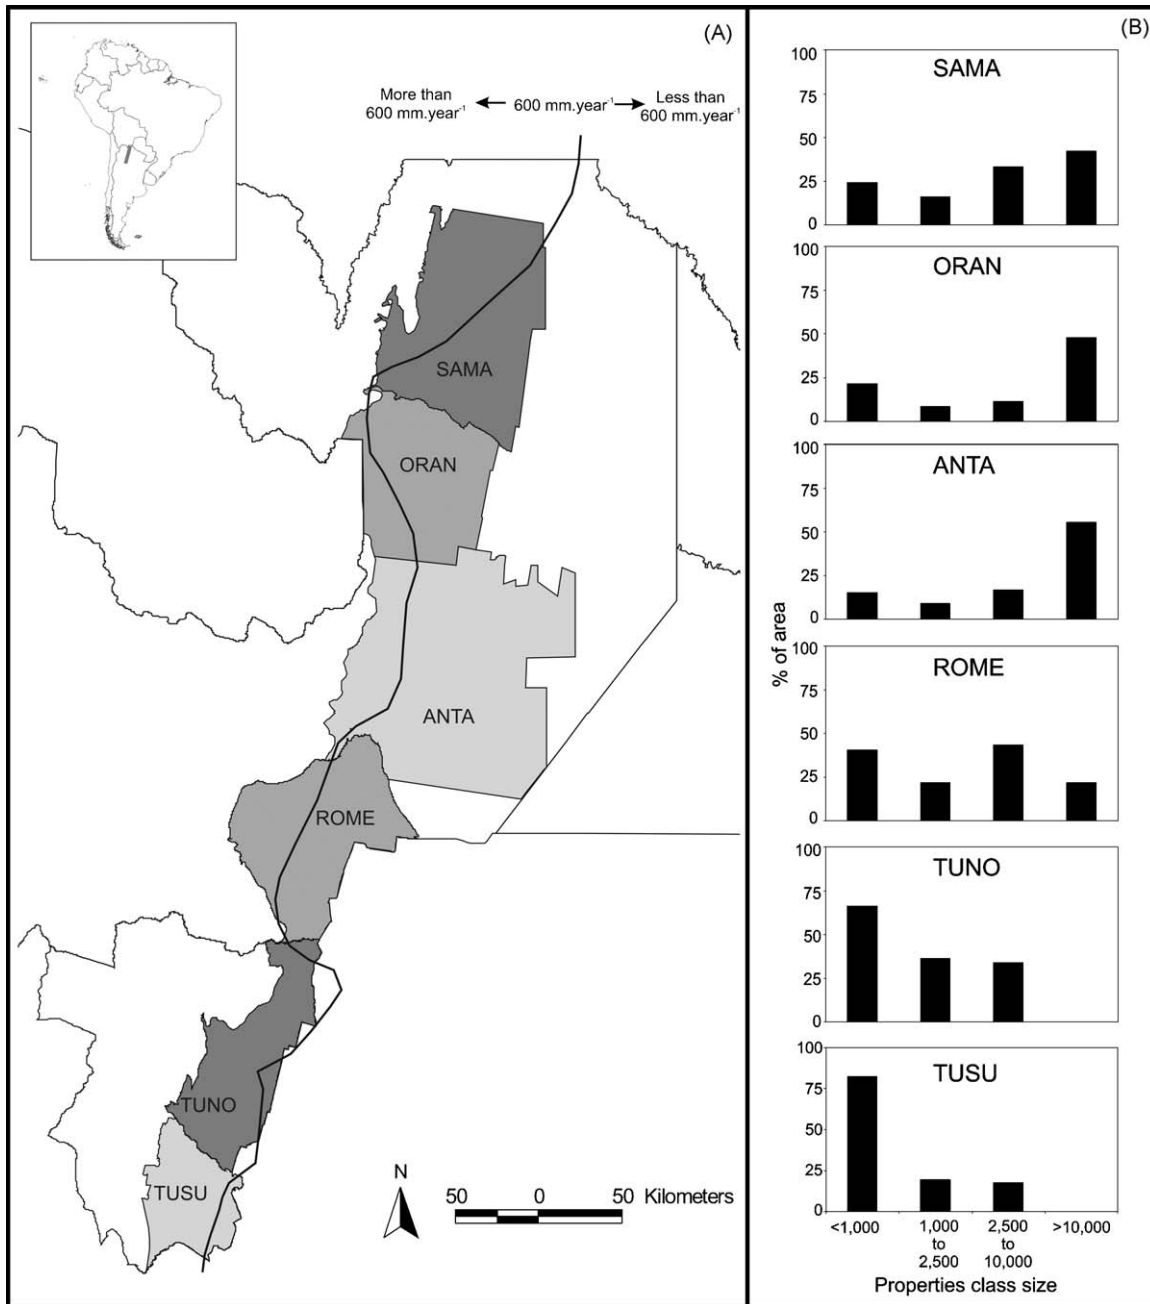 (A)
More than
600 mm.year-1
600 mm.year-1
Less than
600 mm.year-1
SAMA
ORAN
ANTA
ROME
TUNO
TUSU
N
50 0 50 Kilometers
(B)
% of area
SAMA
100
75
50
25
0
ORAN
100
75
50
25
0
ANTA
100
75
50
25
0
ROME
100
75
50
25
0
TUNO
100
75
50
25
0
TUSU
100
75
50
25
0
<1,000
1,000
to
2,500
2,500
to
10,000
>10,000
Properties class size